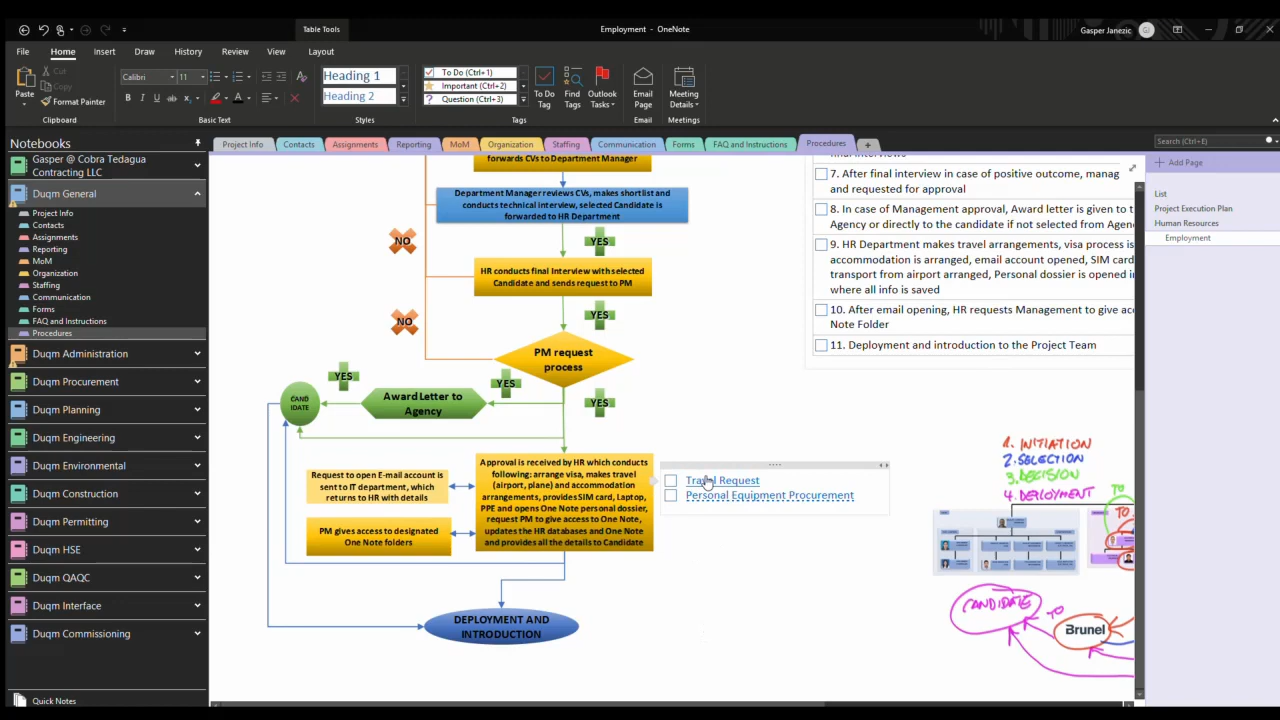 Table Tools
Employment - OneNote
Gasper Janezic
File
Home
Insert
Draw
History
Review
View
Layout
Paste
Cut
Copy
Format Painter
Clipboard
Calibri
11
B I U ab x
A
Basic Text
Heading 1
Heading 2
Styles
To Do (Ctrl+1)
Important (Ctrl+2)
? Question (Ctrl+3)
To Do
Tag
Find
Tags
Outlook
Tasks
Tags
Email
Page
Email
Meeting
Details
Meetings
Notebooks
Project Info
Contacts
Assignments
Reporting
MoM
Organization
Staffing
Communication
Forms
FAQ and Instructions
Procedures
+
Search (Ctrl+E)
Gasper @ Cobra Tedagua
Contracting LLC
Duqm General
Project Info
Contacts
Assignments
Reporting
MoM
Organization
Staffing
Communication
Forms
FAQ and Instructions
Procedures
Duqm Administration
Duqm Procurement
Duqm Planning
Duqm Engineering
Duqm Environmental
Duqm Construction
Duqm Permitting
Duqm HSE
Duqm QAQC
Duqm Interface
Duqm Commissioning
Quick Notes
forwards CVs to Department Manager
Department Manager reviews CVs, makes shortlist and
conducts technical interview, selected Candidate is
forwarded to HR Department
NO
YES
HR conducts final Interview with selected
Candidate and sends request to PM
NO
YES
PM request
process
YES
YES
YES
CAND
IDATE
Award Letter to
Agency
Request to open E-mail account is
sent to IT department, which
returns to HR with details
PM gives access to designated
One Note folders
Approval is received by HR which conducts
following: arrange visa, makes travel
(airport, plane) and accommodation
arrangements, provides SIM card, Laptop,
PPE and opens One Note personal dossier,
request PM to give access to One Note,
updates the HR databases and One Note
and provides all the details to Candidate
Travel Request
Personal Equipment Procurement
DEPLOYMENT AND
INTRODUCTION
final interviews
7. After final interview in case of positive outcome, manag
and requested for approval
8. In case of Management approval, Award letter is given to t
Agency or directly to the candidate if not selected from Agen
9. HR Department makes travel arrangements, visa process is
accommodation is arranged, email account opened, SIM card
transport from airport arranged, Personal dossier is opened i
where all info is saved
10. After email opening, HR requests Management to give acc
Note Folder
11. Deployment and introduction to the Project Team
1. INITIATION
2. SELECTION
3. DECISION
4. DEPLOYMENT
TO
TO
CANDIDATE
TO
Brunel
Add Page
List
Project Execution Plan
Human Resources
Employment